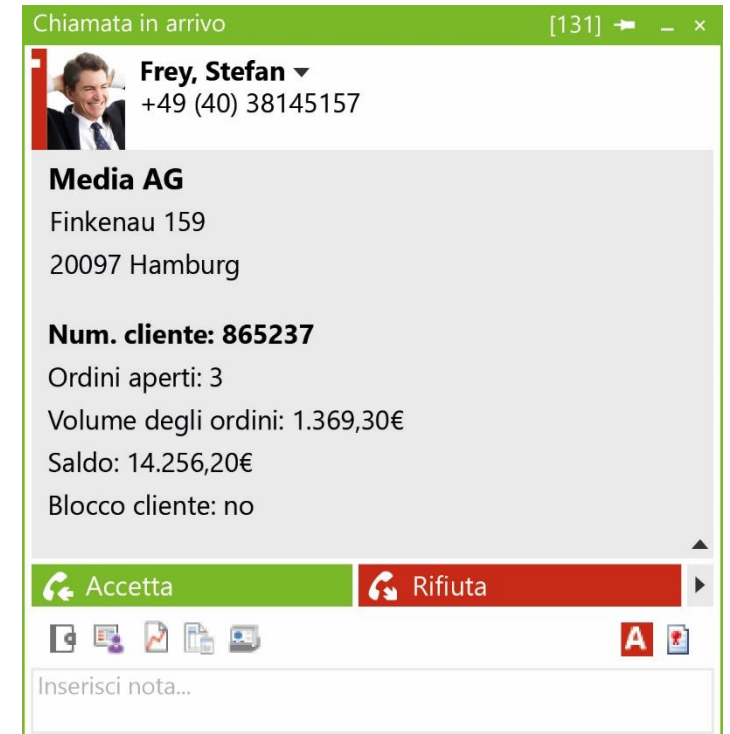 Chiamata in arrivo [131]
Frey, Stefan
+49 (40) 38145157
Media AG
Finkenau 159
20097 Hamburg
Num. cliente: 865237
Ordini aperti: 3
Volume degli ordini: 1.369,30€
Saldo: 14.256,20€
Blocco cliente: no
Accetta Rifiuta
A
Inserisci nota...